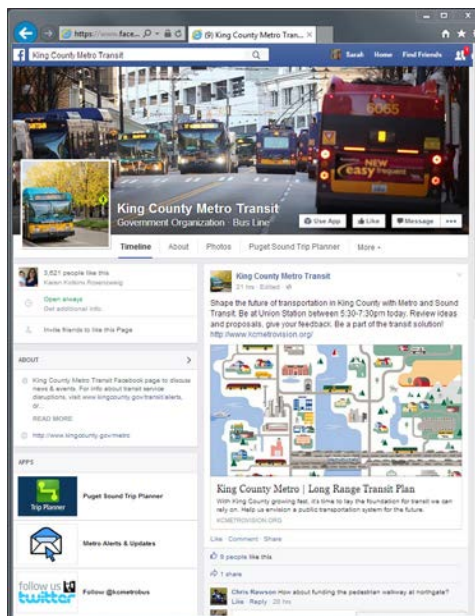 https://www.face...
(9) King County Metro Tran...
King County Metro Transit
Sarah Home Find Friends
6065
NEW
easy frequent
King County Metro Transit
Government Organization · Bus Line
Use App Like Message
Timeline About Photos Puget Sound Trip Planner More
3,621 people like this
Open always
Get additional info.
Invite friends to like this Page
ABOUT
King County Metro Transit Facebook page to discuss
news & events. For info about transit service
disruptions, visit www.kingcounty.gov/transit/alerts,
or...
READ MORE
http://www.kingcounty.gov/metro
APPS
Trip Planner
Puget Sound Trip Planner
Metro Alerts & Updates
follow us
twitter
Follow @kcmetrobus
King County Metro Transit
21 hrs · Edited ·
Shape the future of transportation in King County with Metro and Sound
Transit. Be at Union Station between 5:30-7:30pm today. Review ideas
and proposals, give your feedback. Be a part of the transit solution!
http://www.kcmetrovision.org/
King County Metro | Long Range Transit Plan
With King County growing fast, it's time to lay the foundation for transit we can
rely on. Help us envision a public transportation system for the future.
KCMETROVISION.ORG
Like · Comment · Share
people like this
1 share
Chris Rawson How about funding the pedestrian walkway at northgate?
Like · Reply · 20 hrs